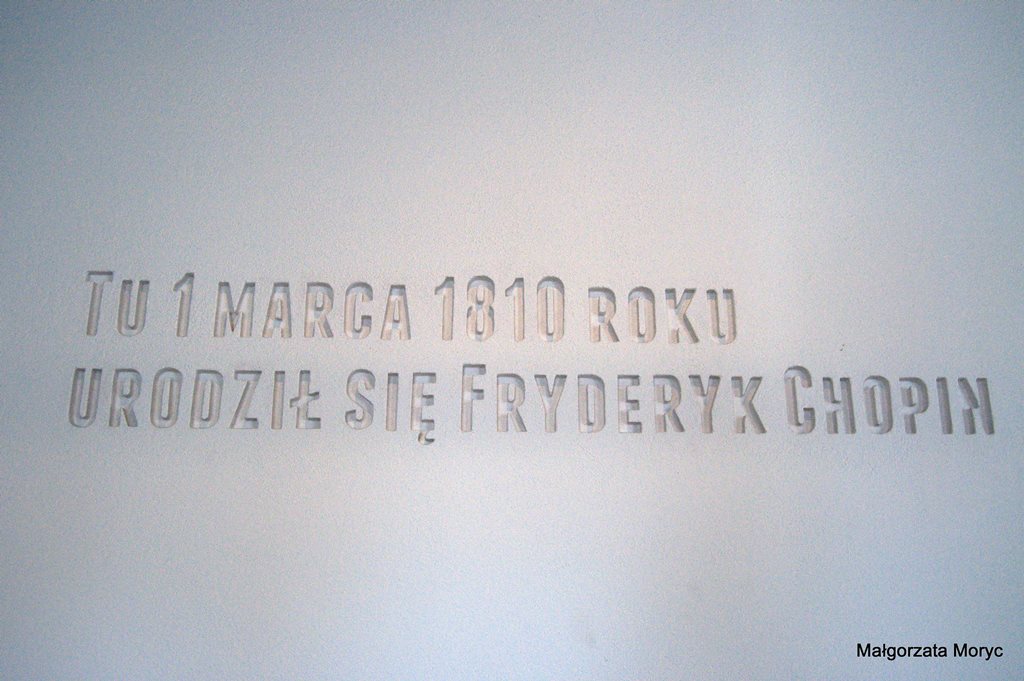 Tu 1 marca 1810 roku
urodził się Fryderyk Chopin
Małgorzata Moryc